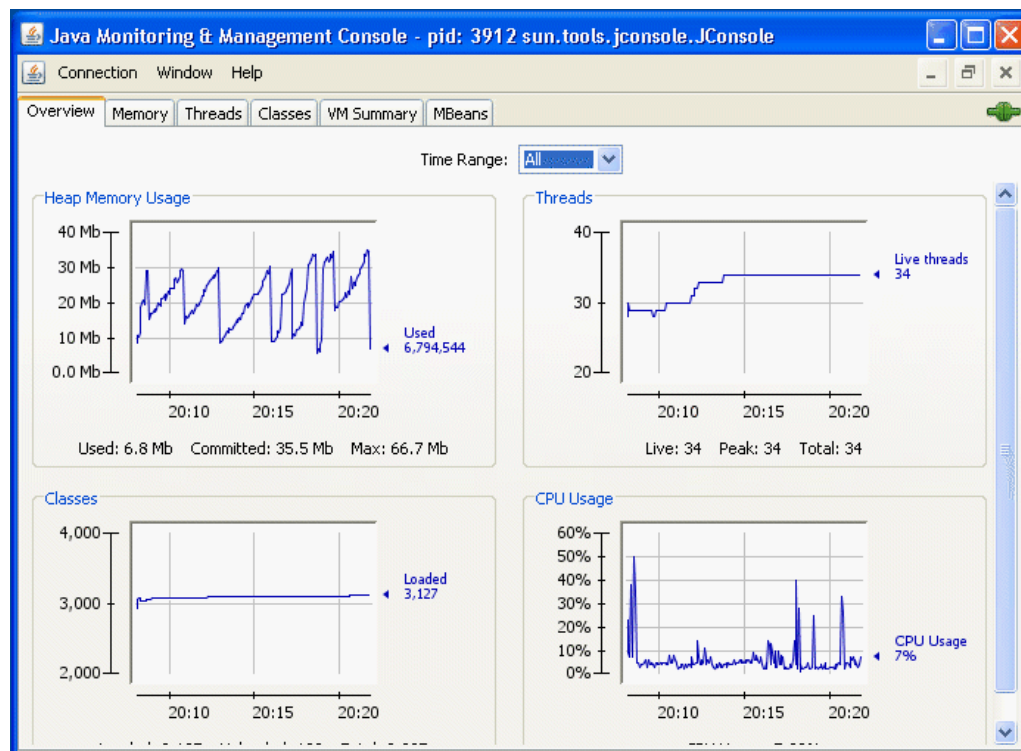 Java Monitoring & Management Console - pid: 3912 sun.tools.jconsole.JConsole
Connection Window Help
Overview Memory Threads Classes VM Summary MBeans
Time Range: All
Heap Memory Usage
40 Mb
30 Mb
20 Mb
10 Mb
0.0 Mb
Used
6,794,544
20:10 20:15 20:20
Used: 6.8 Mb Committed: 35.5 Mb Max: 66.7 Mb
Threads
40
30
20
Live threads
34
20:10 20:15 20:20
Live: 34 Peak: 34 Total: 34
Classes
4,000
3,000
2,000
Loaded
3,127
20:10 20:15 20:20
CPU Usage
60%
50%
40%
30%
20%
10%
0%
CPU Usage
7%
20:10 20:15 20:20